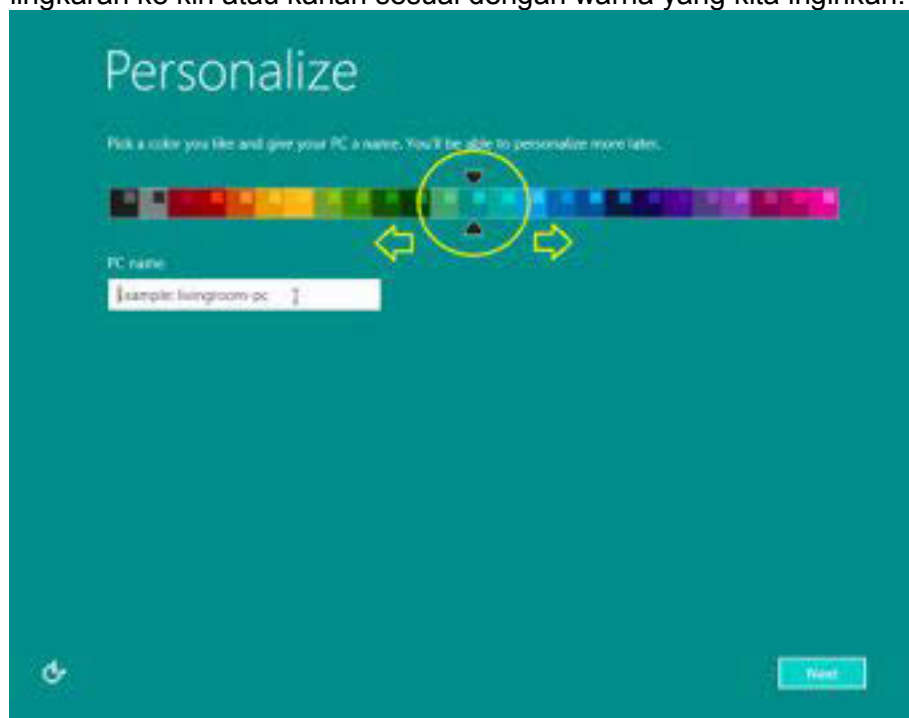 lingkaran ke kiri atau kanan sesuai dengan warna yang kita inginkan.
Personalize
Pick a color you like and give your PC a name. You'll be able to personalize more later.
PC name
Example: livingroom-pc
Next